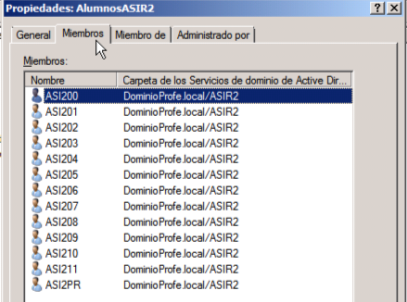 Propiedades: AlumnosASIR2
General Miembros Miembro de Administrado por
Miembros:
Nombre Carpeta de los Servicios de dominio de Active Dir...
ASI200 DominioProfe.local/ASIR2
ASI201 DominioProfe.local/ASIR2
ASI202 DominioProfe.local/ASIR2
ASI203 DominioProfe.local/ASIR2
ASI204 DominioProfe.local/ASIR2
ASI205 DominioProfe.local/ASIR2
ASI206 DominioProfe.local/ASIR2
ASI207 DominioProfe.local/ASIR2
ASI208 DominioProfe.local/ASIR2
ASI209 DominioProfe.local/ASIR2
ASI210 DominioProfe.local/ASIR2
ASI211 DominioProfe.local/ASIR2
ASI2PR DominioProfe.local/ASIR2